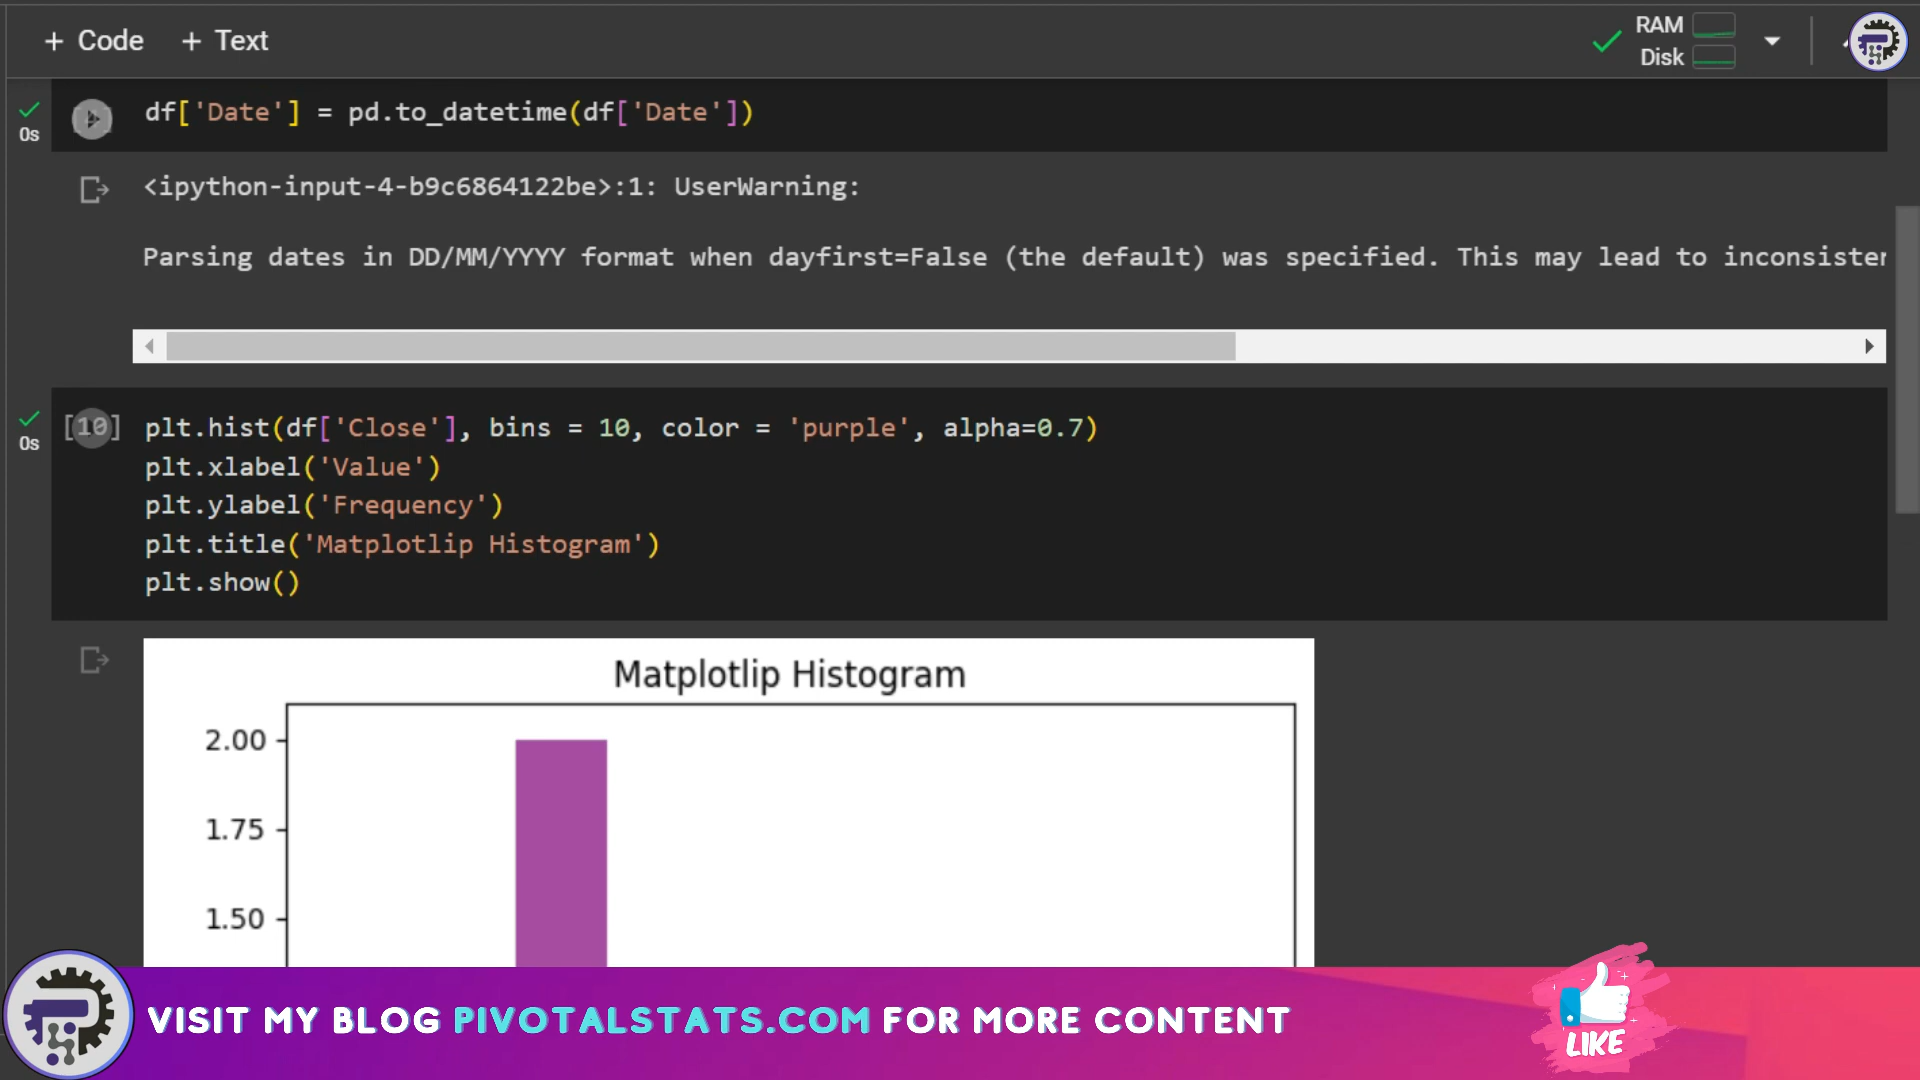 + Code + Text
RAM
Disk
df['Date'] = pd.to_datetime(df['Date'])
0s
<ipython-input-4-b9c6864122be>:1: UserWarning:
Parsing dates in DD/MM/YYYY format when dayfirst=False (the default) was specified. This may lead to inconsister
[10] plt.hist(df['Close'], bins = 10, color = 'purple', alpha=0.7)
0s
plt.xlabel('Value')
plt.ylabel('Frequency')
plt.title('Matplotlip Histogram')
plt.show()
Matplotlip Histogram
2.00
1.75
1.50
VISIT MY BLOG PIVOTALSTATS.COM FOR MORE CONTENT
LIKE